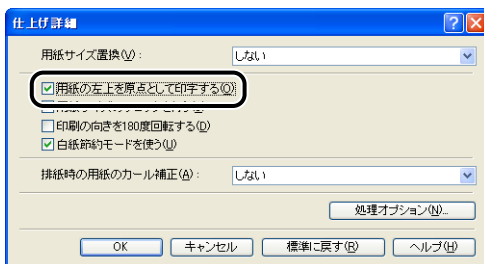 仕上げ詳細
用紙サイズ置換(V): しない
用紙の左上を原点として印字する(O)
印刷の向きを180度回転する(D)
白紙節約モードを使う(U)
排紙時の用紙のカール補正(A): しない
処理オプション(N)...
OK キャンセル 標準に戻す(R) ヘルプ(H)